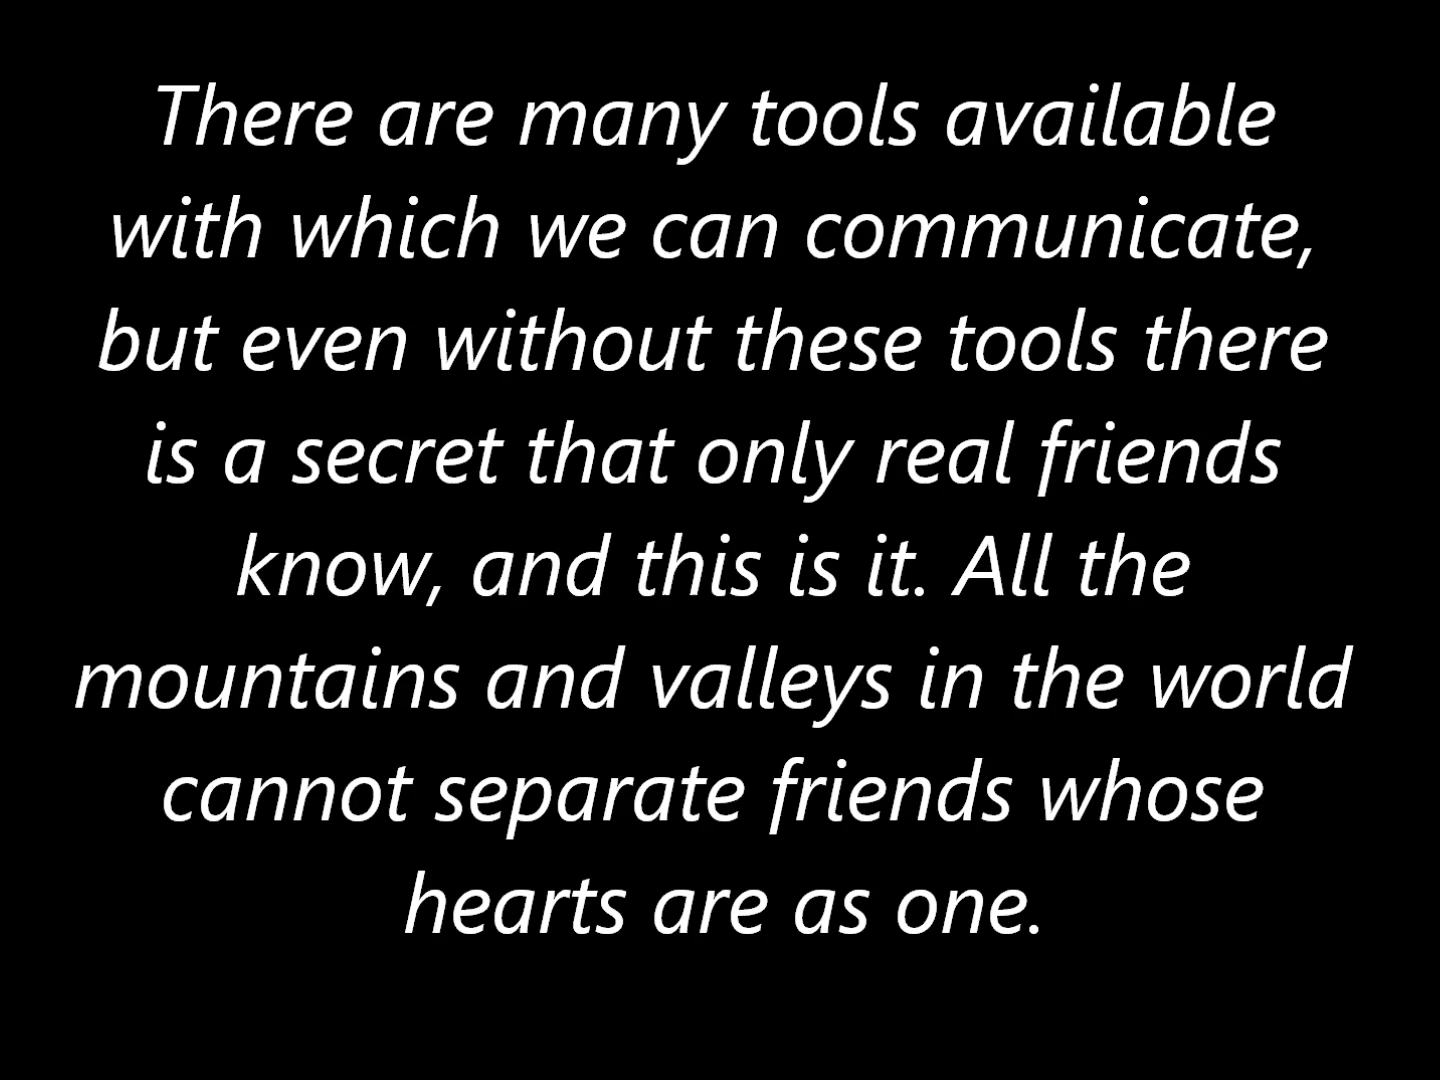 There are many tools available
with which we can communicate,
but even without these tools there
is a secret that only real friends
know, and this is it. All the
mountains and valleys in the world
cannot separate friends whose
hearts are as one.